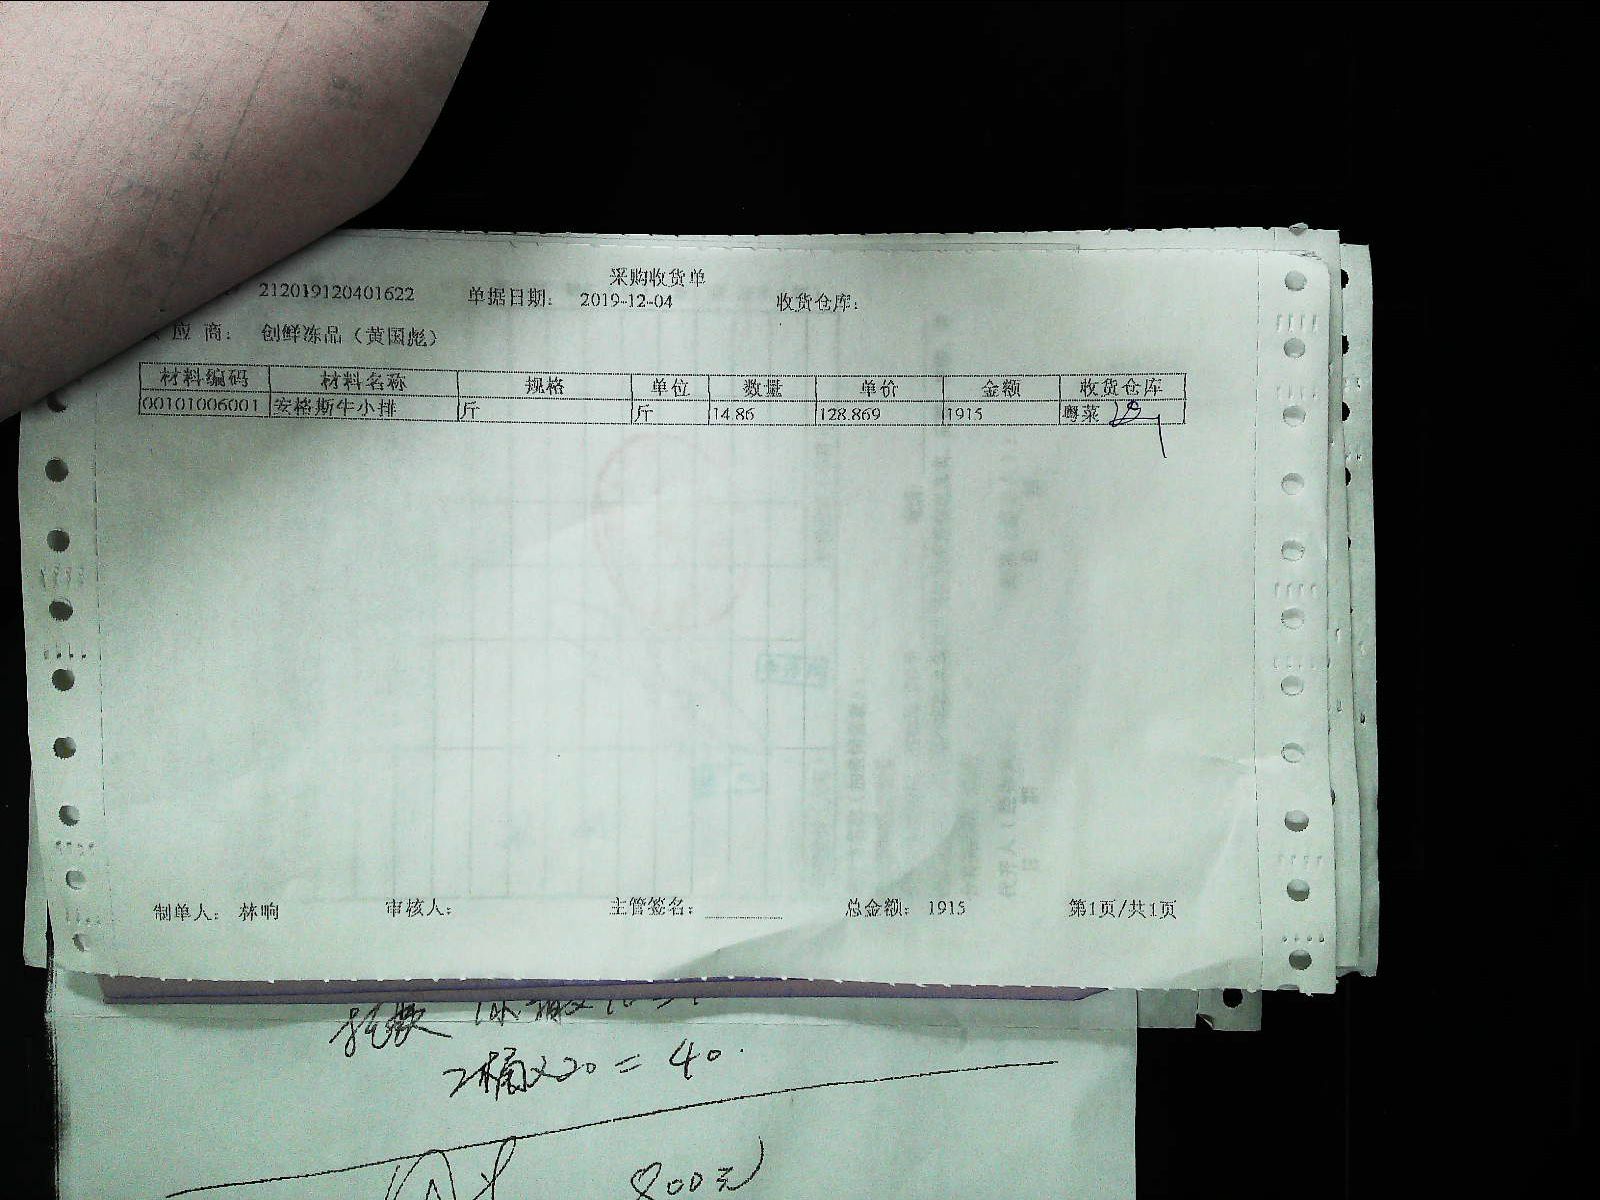 采购收货单
212019120401622 单据日期： 2019-12-04 收货仓库：
应 商： 创鲜冻品（黄国彪）
材料编码 材料名称 规格 单位 数量 单价 金额 收货仓库
00101006001 安格斯牛小排 斤 斤 14.86 128.869 1915 粤菜
制单人： 林响 审核人： 主管签名： 总金额： 1915 第1页/共1页
2桶×20 = 40.
800元